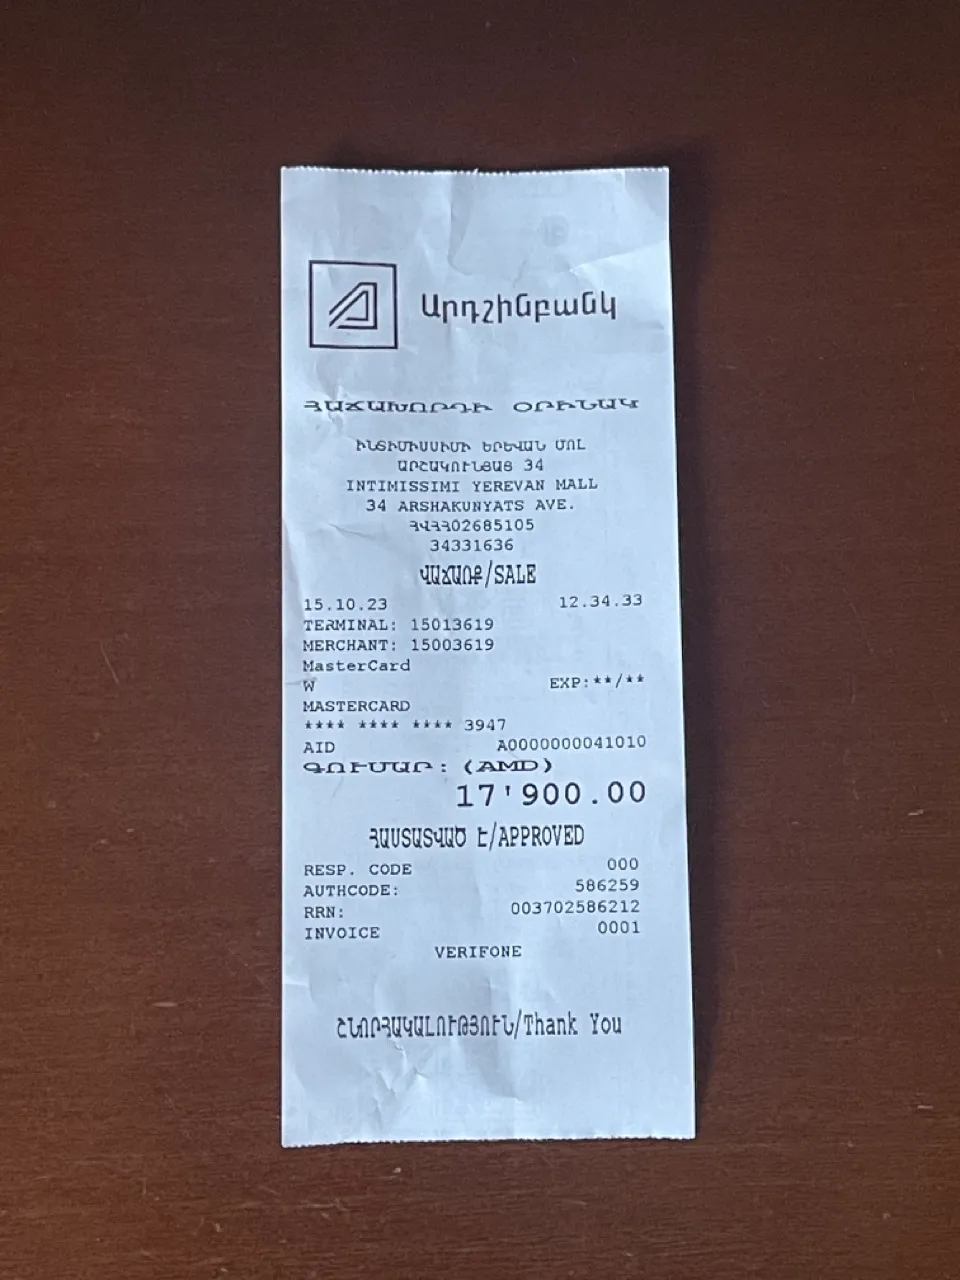 Արդշինբանկ
ՀԱՃԱԽՈՐԴԻ ՕՐԻՆԱԿ
ԻՆՏԻՄԻՍՍԻՄԻ ԵՐԵՎԱՆ ՄՈԼ
ԱՐՇԱԿՈՒՆՅԱՑ 34
INTIMISSIMI YEREVAN MALL
34 ARSHAKUNYATS AVE.
ՀՎՀՀ02685105
34331636
ՎԱՃԱՌՔ/SALE
15.10.23 12.34.33
TERMINAL: 15013619
MERCHANT: 15003619
MasterCard
W EXP:**/**
MASTERCARD
**** **** **** 3947
AID A0000000041010
ԳՈՒՄԱՐ: (AMD)
17'900.00
ՀԱՍՏԱՏՎԱԾ Է/APPROVED
RESP. CODE 000
AUTHCODE: 586259
RRN: 003702586212
INVOICE 0001
VERIFONE
ՇՆՈՐՀԱԿԱԼՈՒԹՅՈՒՆ/Thank You